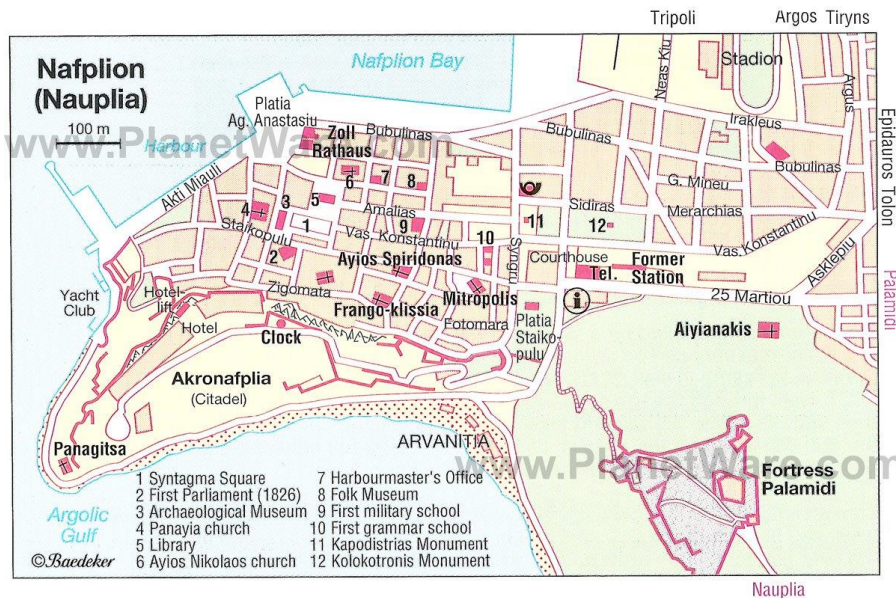 Tripoli
Argos
Tiryns
Nafplion
(Nauplia)
100 m
Nafplion Bay
Stadion
Neas Kiu
Argus
Epidauros Tolon
Platia
Ag. Anastasiu
Zoll
Rathaus
Bubulinas
Bubulinas
Irakleus
Bubulinas
www.PlanetWare.com
Harbour
Akti Miauli
G. Mineu
Merarchias
Sidiras
6
7
8
4
3
5
Amalias
9
11
12
1
Staikopulu
Vas. Konstantinu
10
Syngru
Vas. Konstantinu
2
Ayios Spiridonas
Courthouse
Tel.
Former
Station
Asklepiu
Palamidi
Zigomata
Mitropolis
25 Martiou
Yacht
Club
Hotel-
lift
Hotel
Frango-klissia
Fotomara
i
Platia
Staiko-
pulu
Aiyianakis
Clock
Akronafplia
(Citadel)
ARVANITIA
Panagitsa
www.PlanetWare.com
Fortress
Palamidi
Argolic
Gulf
©Baedeker
1 Syntagma Square
2 First Parliament (1826)
3 Archaeological Museum
4 Panayia church
5 Library
6 Ayios Nikolaos church
7 Harbourmaster's Office
8 Folk Museum
9 First military school
10 First grammar school
11 Kapodistrias Monument
12 Kolokotronis Monument
Nauplia